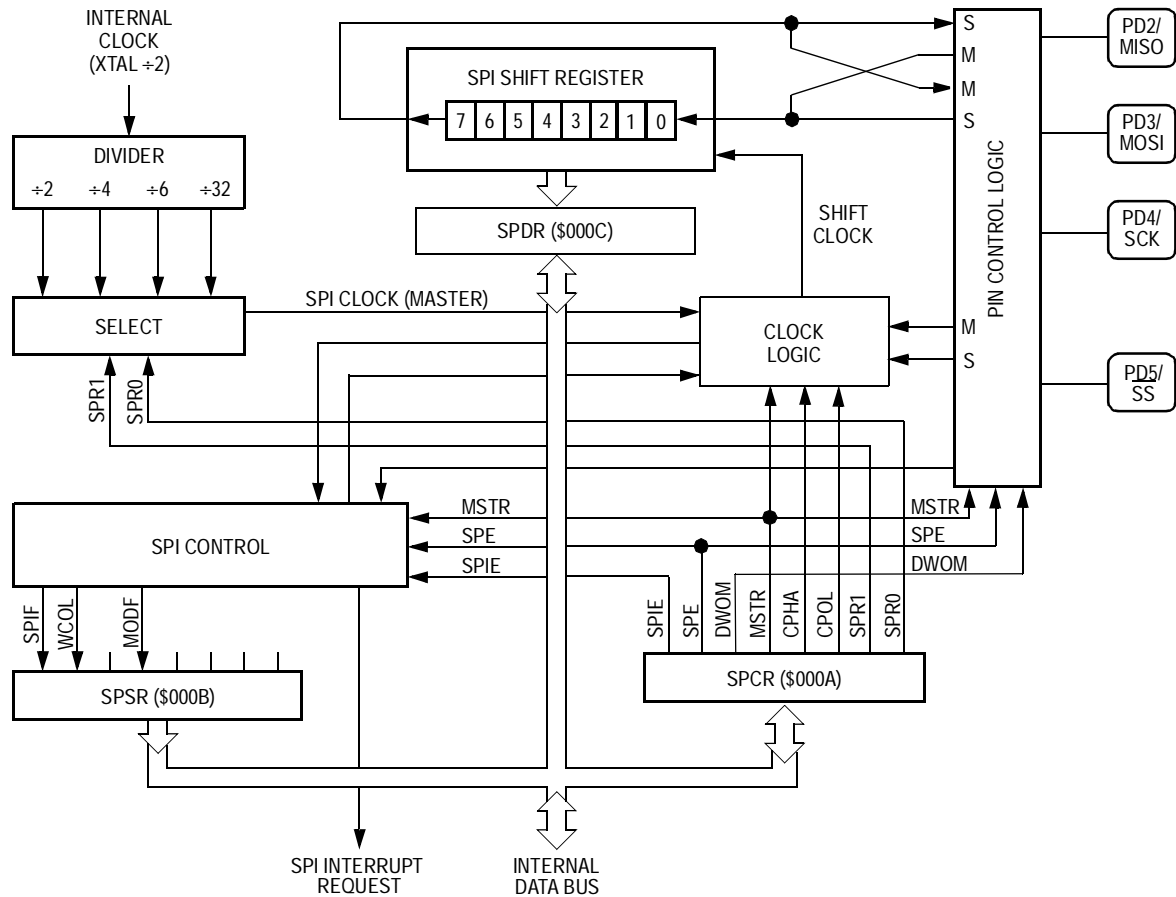 INTERNAL
CLOCK
(XTAL ÷2)
DIVIDER
÷2 ÷4 ÷6 ÷32
SELECT
SPR1
SPR0
SPI SHIFT REGISTER
7 6 5 4 3 2 1 0
SPDR ($000C)
SHIFT
CLOCK
SPI CLOCK (MASTER)
CLOCK
LOGIC
S
M
M
S
M
S
PIN CONTROL LOGIC
PD2/
MISO
PD3/
MOSI
PD4/
SCK
PD5/
SS
SPI CONTROL
MSTR
SPE
SPIE
MSTR
SPE
DWOM
SPIF
WCOL
MODF
SPSR ($000B)
SPIE
SPE
DWOM
MSTR
CPHA
CPOL
SPR1
SPR0
SPCR ($000A)
SPI INTERRUPT
REQUEST
INTERNAL
DATA BUS